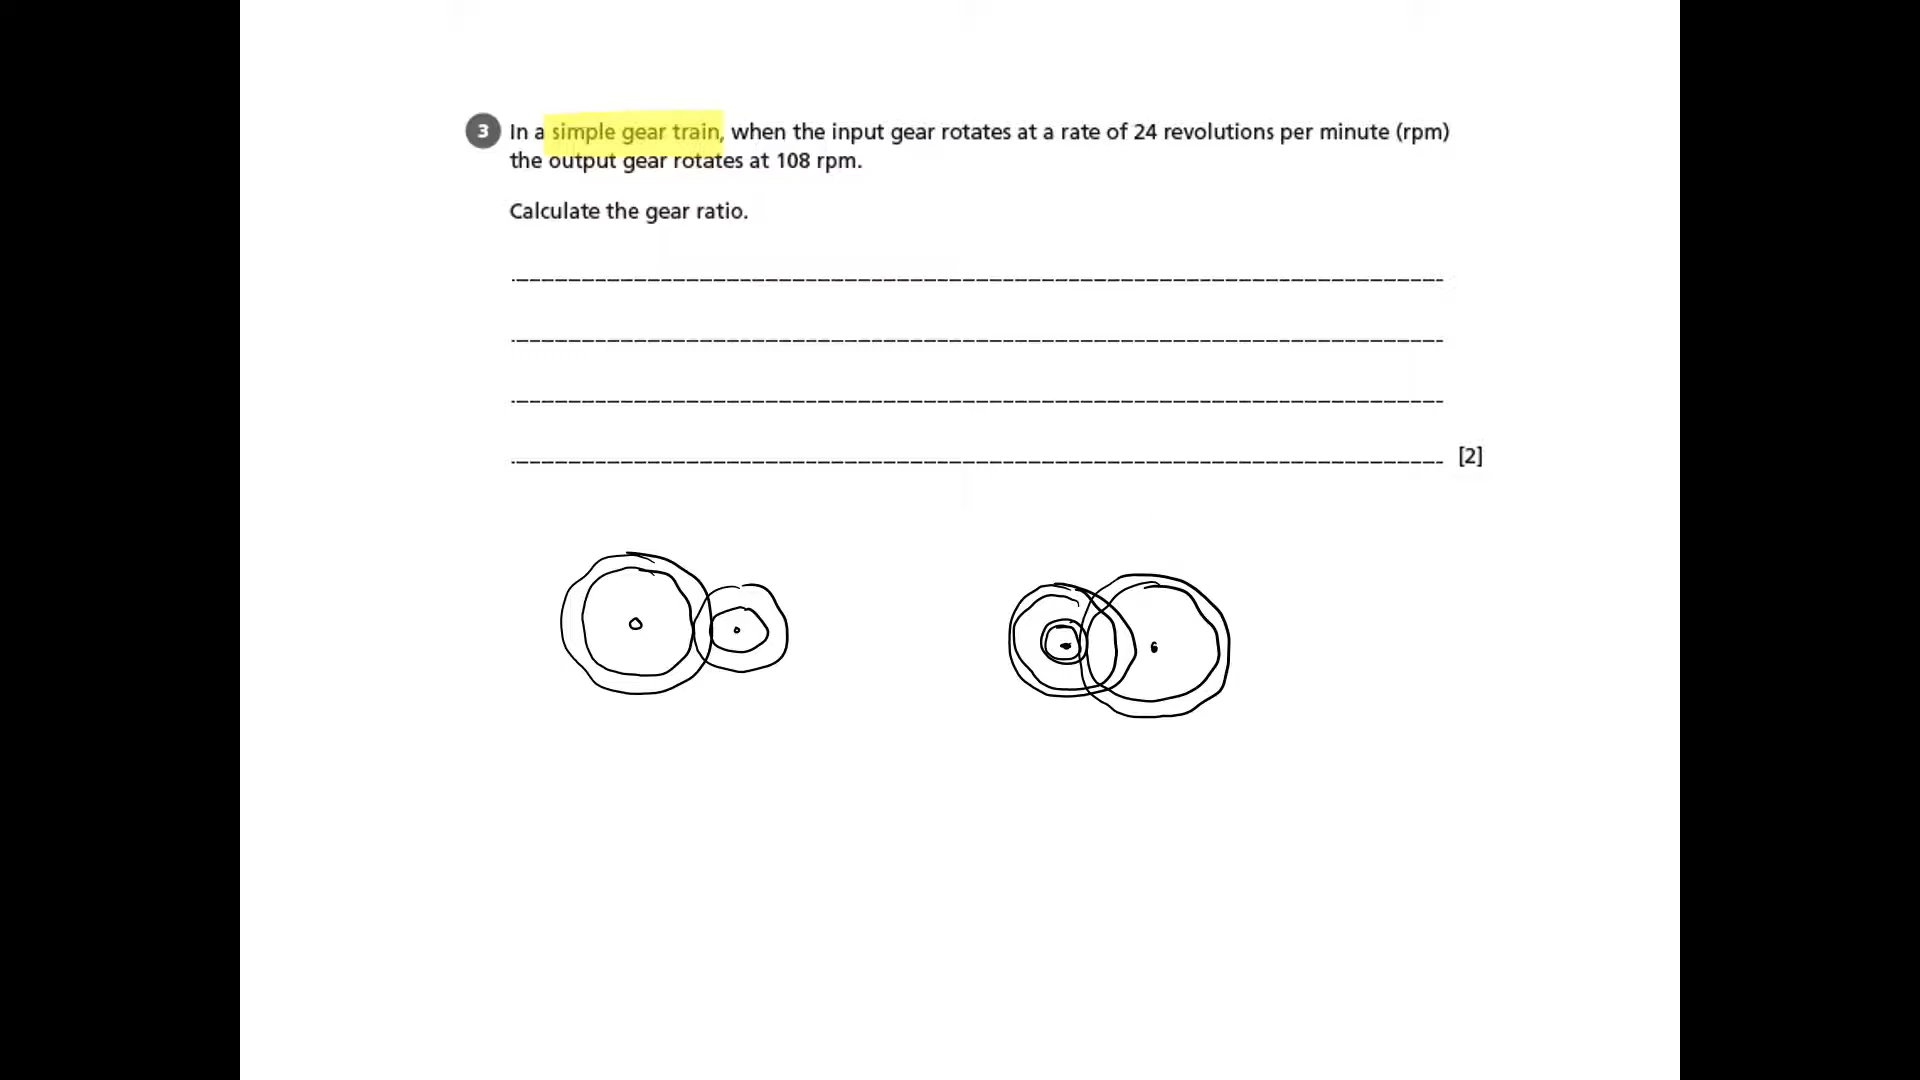 3 In a simple gear train, when the input gear rotates at a rate of 24 revolutions per minute (rpm)
the output gear rotates at 108 rpm.
Calculate the gear ratio.
[2]